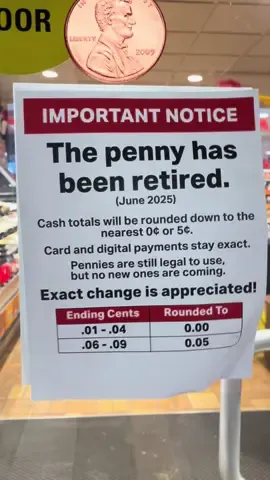 OOR
LIBERTY
2009
IMPORTANT NOTICE
The penny has
been retired.
(June 2025)
Cash totals will be rounded down to the
nearest 0¢ or 5¢.
Card and digital payments stay exact.
Pennies are still legal to use,
but no new ones are coming.
Exact change is appreciated!
Ending Cents Rounded To
.01 - .04 0.00
.06 - .09 0.05